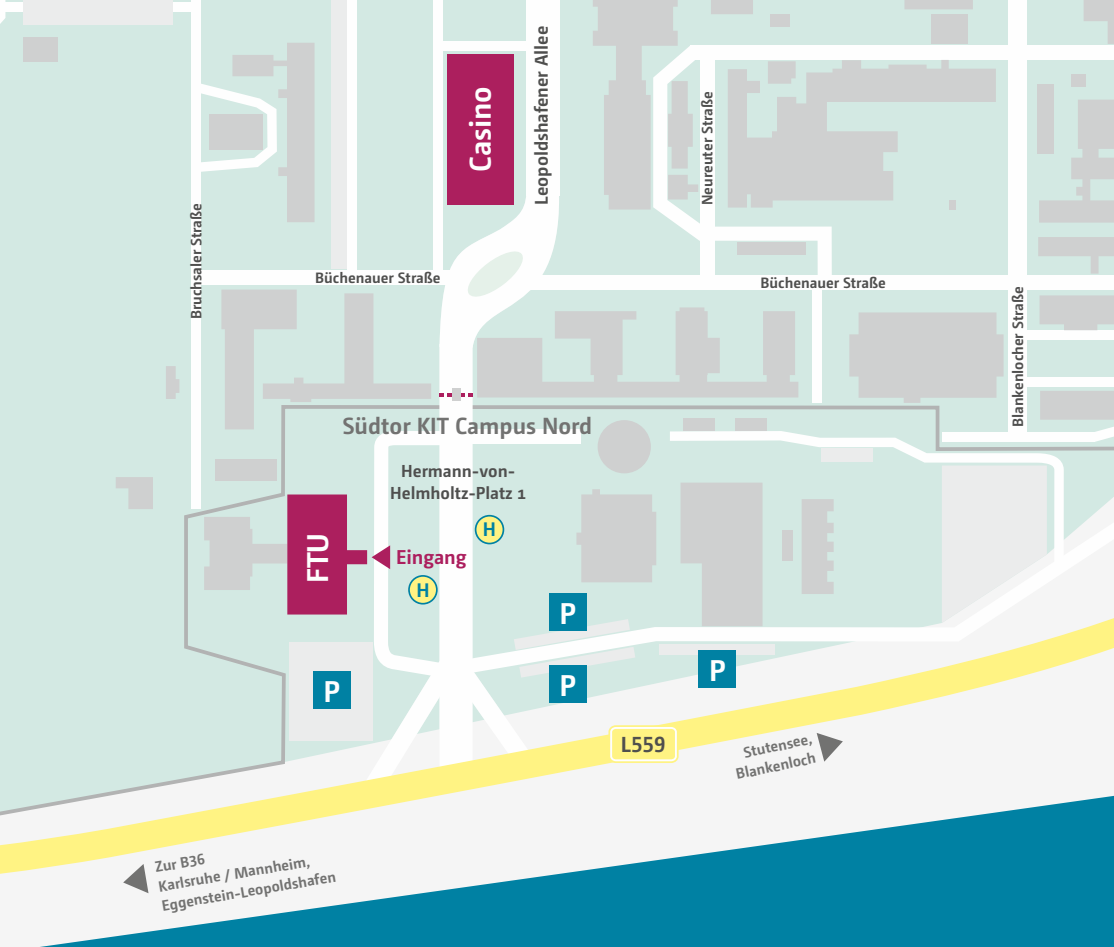 Leopoldshafener Allee
Casino
Neureuter Straße
Bruchsaler Straße
Büchenauer Straße
Büchenauer Straße
Blankenlocher Straße
Südtor KIT Campus Nord
Hermann-von-
Helmholtz-Platz 1
H
FTU
Eingang
H
P
P
P
P
L559
Stutensee,
Blankenloch
Zur B36
Karlsruhe / Mannheim,
Eggenstein-Leopoldshafen